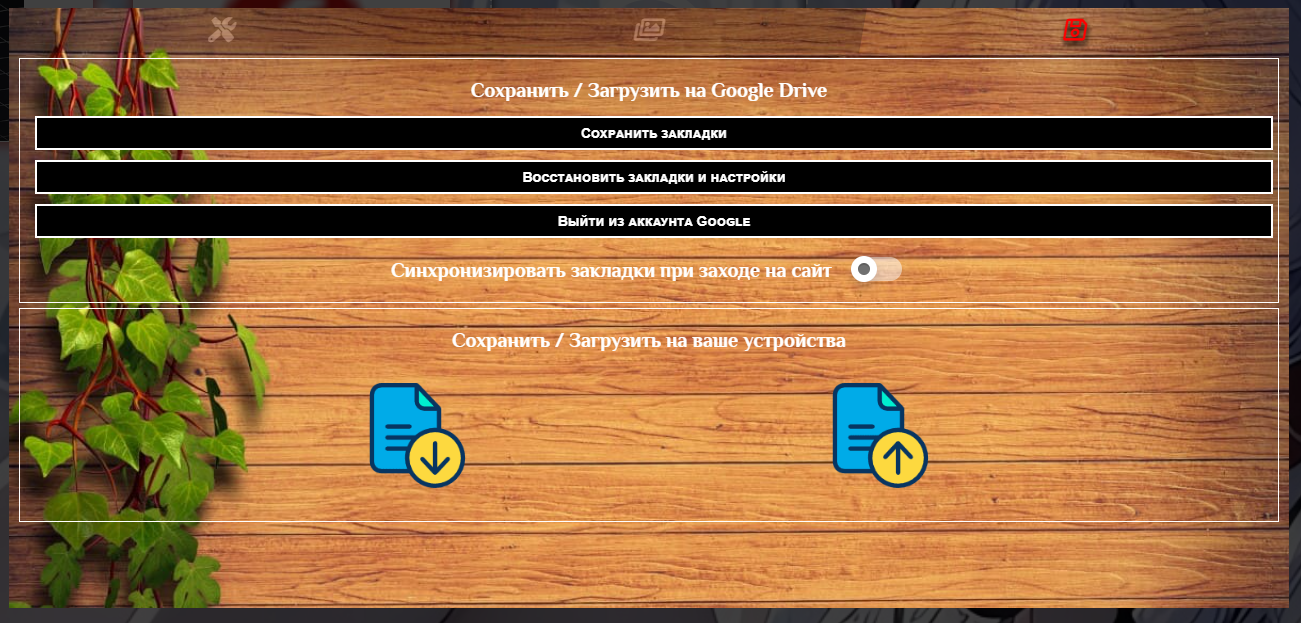 Сохранить / Загрузить на Google Drive
Сохранить закладки
Восстановить закладки и настройки
Выйти из аккаунта Google
Синхронизировать закладки при заходе на сайт
Сохранить / Загрузить на ваше устройства